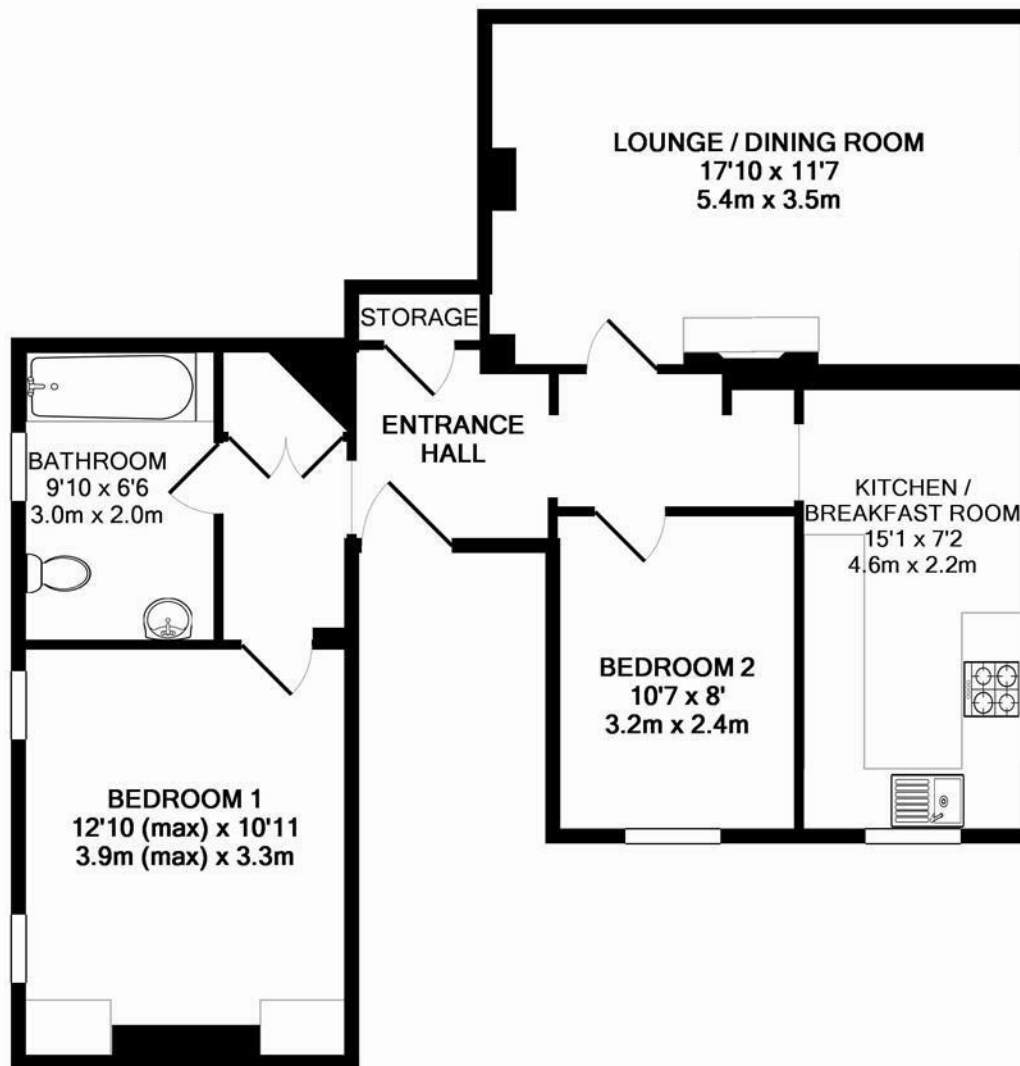 LOUNGE / DINING ROOM
17'10 x 11'7
5.4m x 3.5m
STORAGE
ENTRANCE
HALL
BATHROOM
9'10 x 6'6
3.0m x 2.0m
KITCHEN /
BREAKFAST ROOM
15'1 x 7'2
4.6m x 2.2m
BEDROOM 2
10'7 x 8'
3.2m x 2.4m
BEDROOM 1
12'10 (max) x 10'11
3.9m (max) x 3.3m